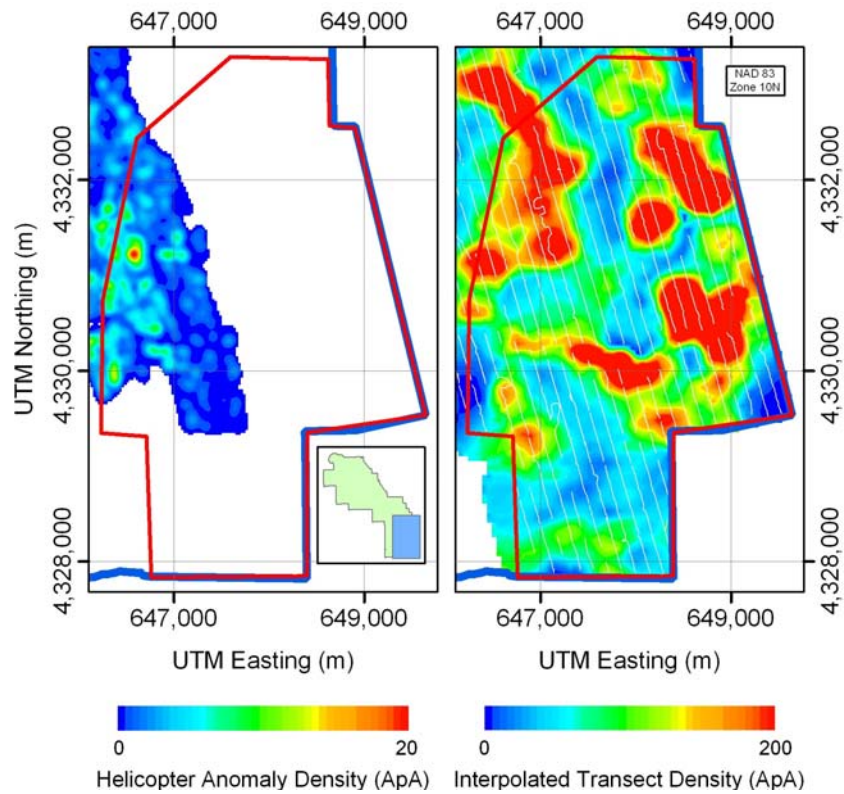 647,000 649,000 647,000 649,000
NAD 83
Zone 10N
4,332,000 4,332,000
4,330,000 4,330,000
4,328,000 4,328,000
UTM Northing (m)
647,000 649,000 647,000 649,000
UTM Easting (m) UTM Easting (m)
0 20 0 200
Helicopter Anomaly Density (ApA) Interpolated Transect Density (ApA)